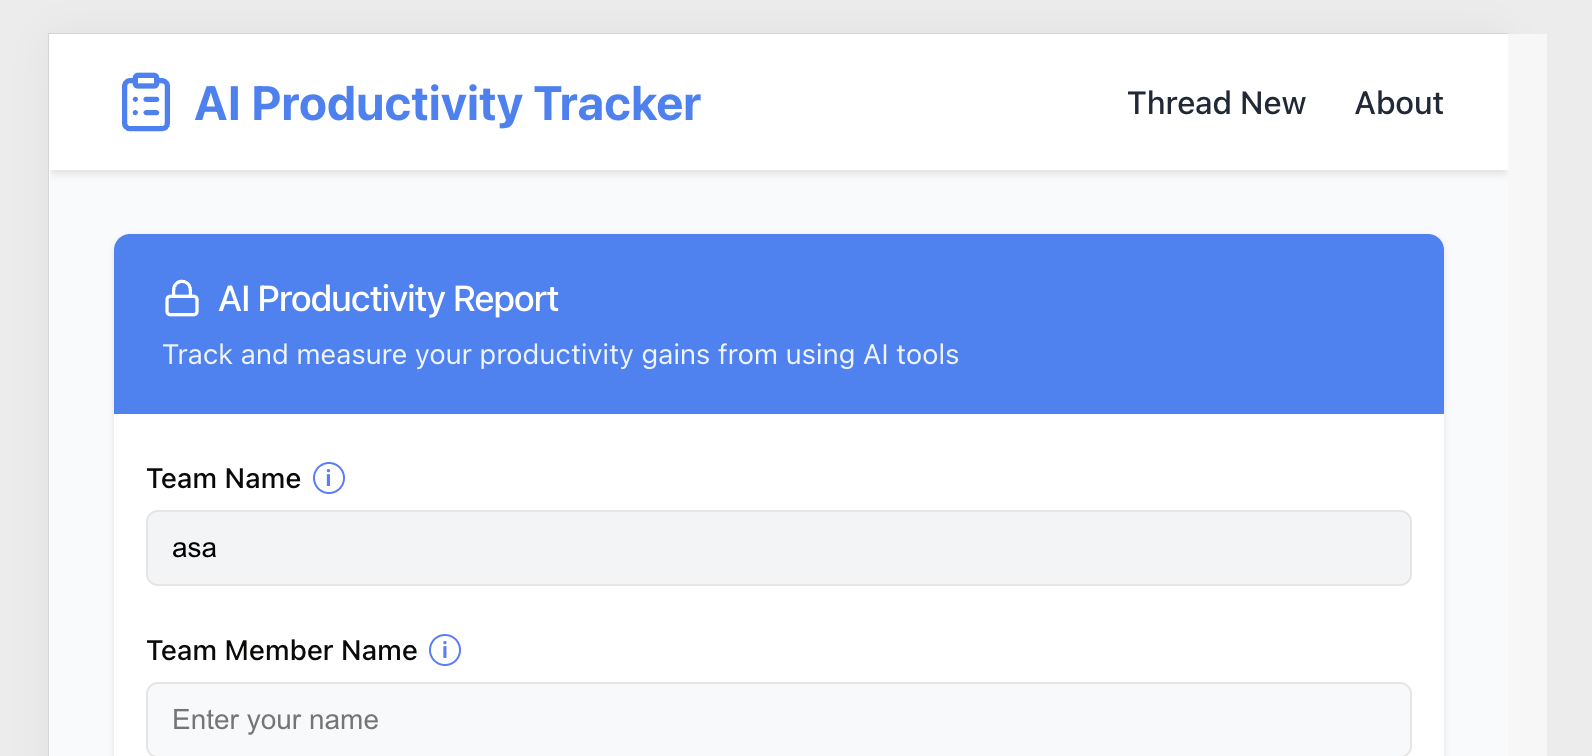 AI Productivity Tracker
Thread New
About
AI Productivity Report
Track and measure your productivity gains from using AI tools
Team Name i
asa
Team Member Name i
Enter your name